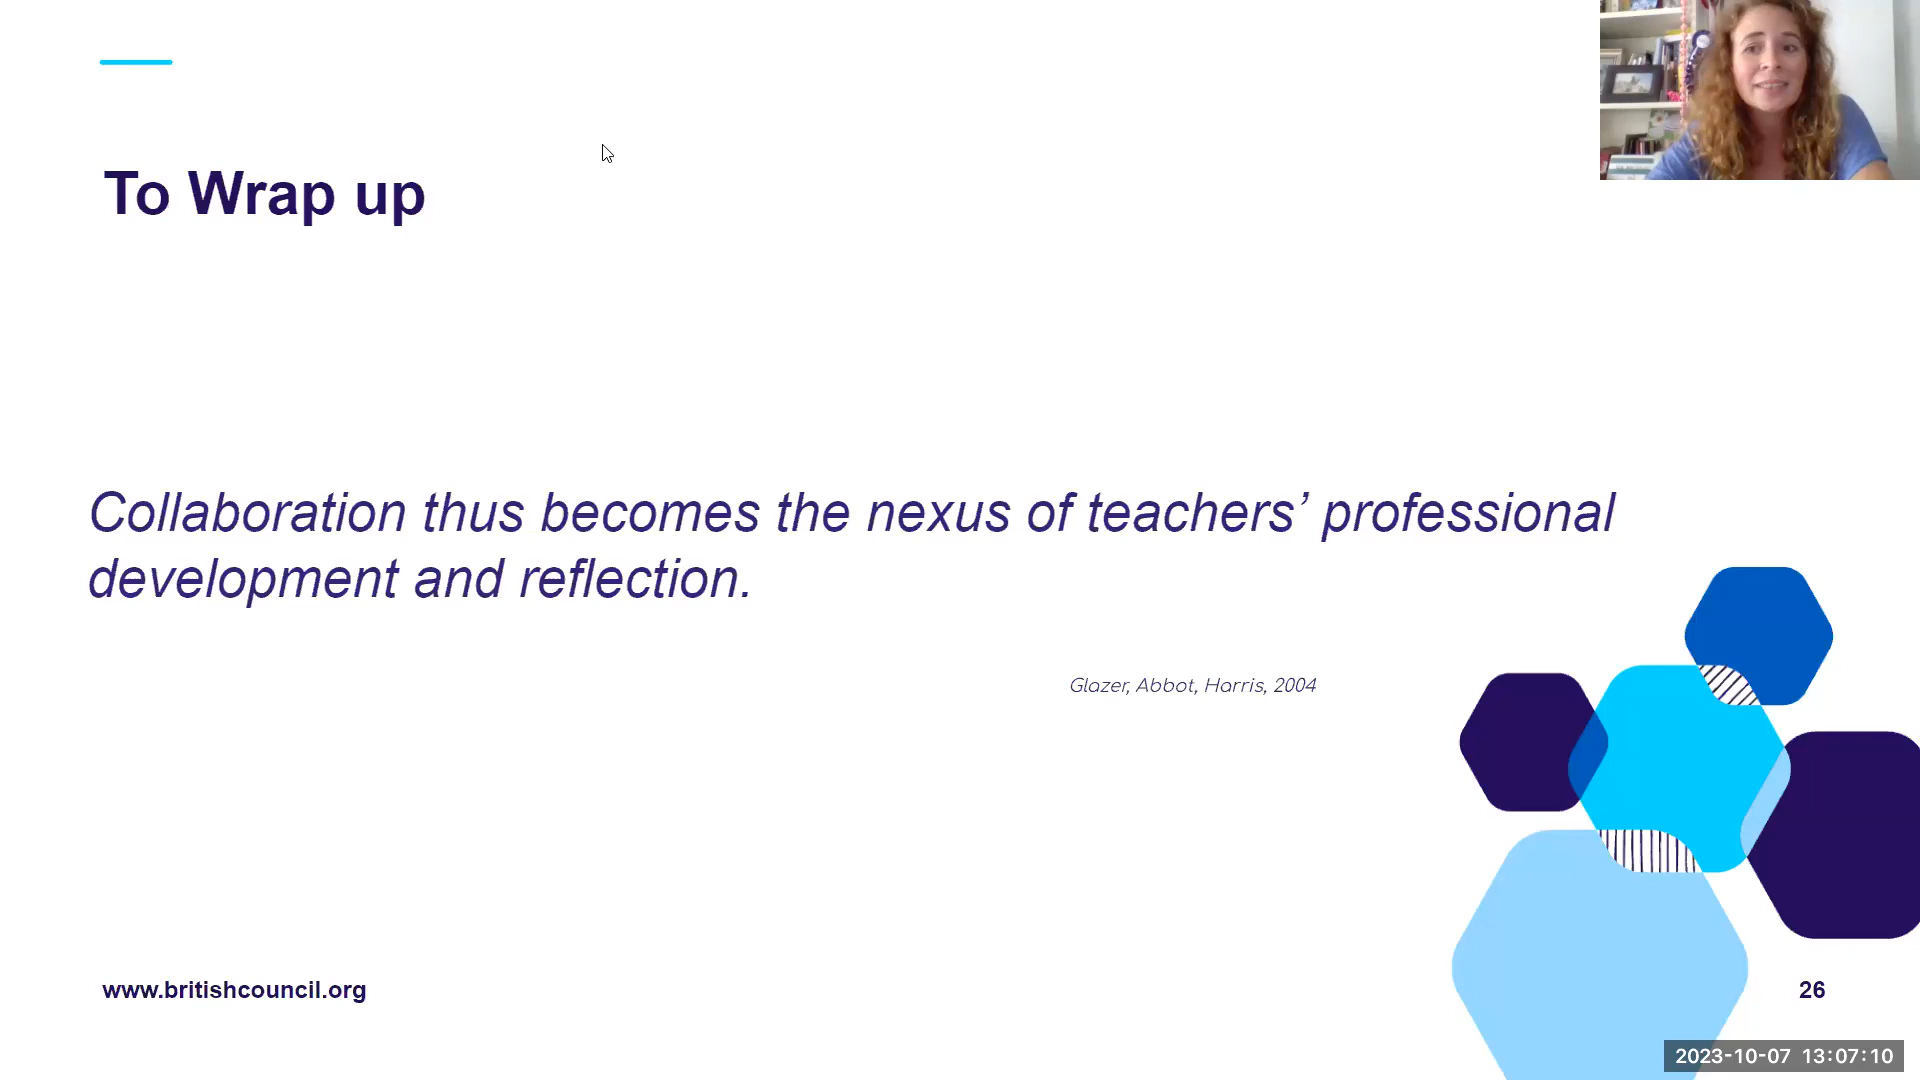 To Wrap up
Collaboration thus becomes the nexus of teachers’ professional
development and reflection.
Glazer, Abbot, Harris, 2004
www.britishcouncil.org
26
2023-10-07 13:07:10